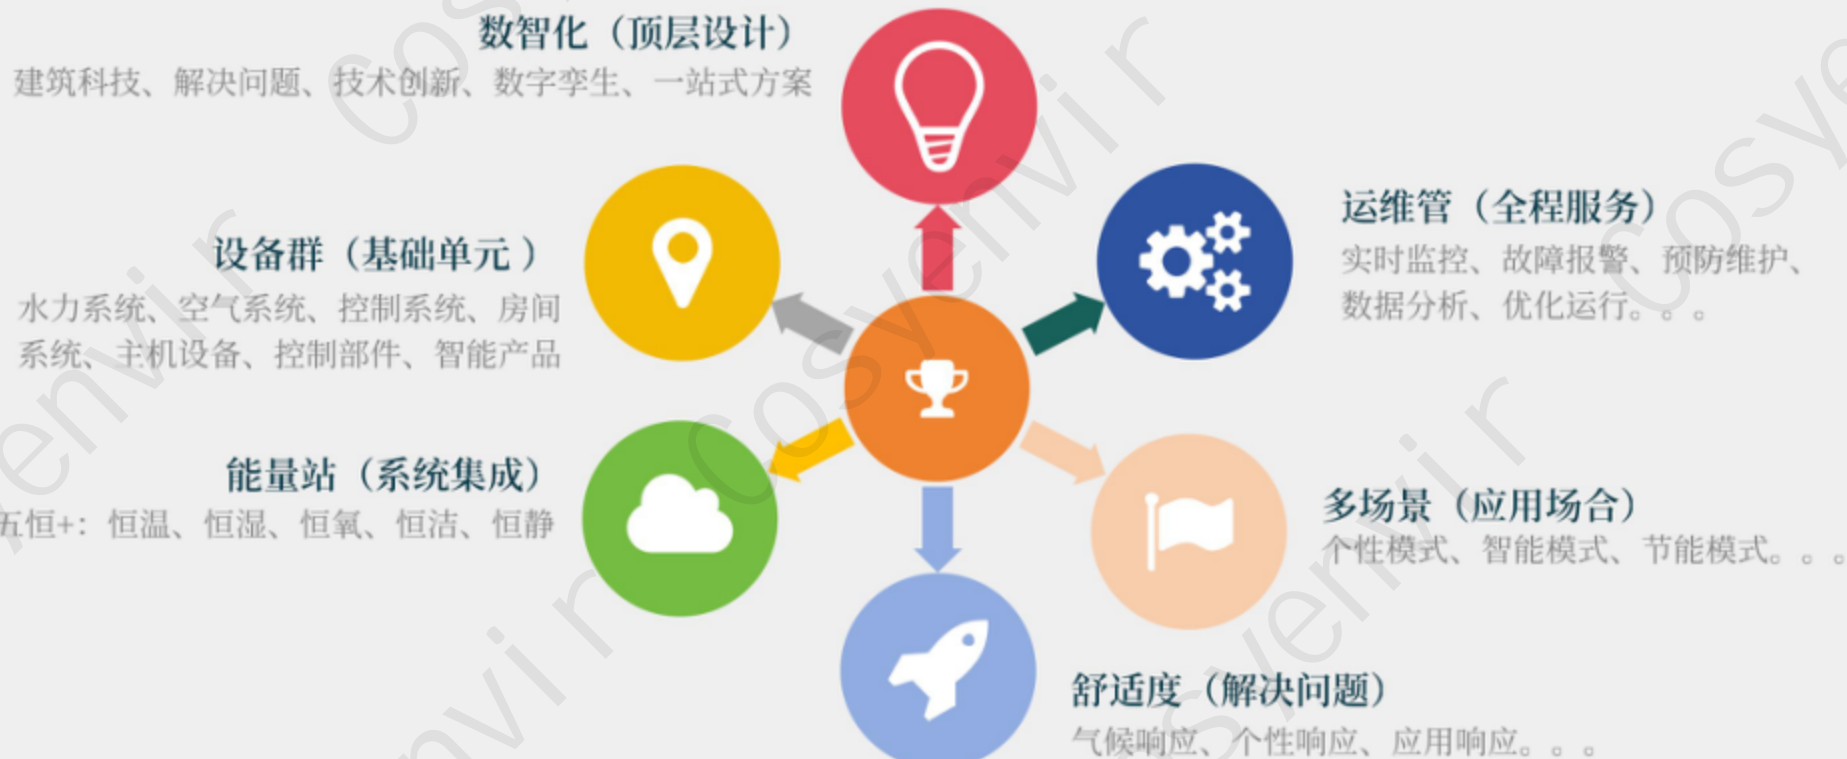 数智化（顶层设计）
建筑科技、解决问题、技术创新、数字孪生、一站式方案
运维管（全程服务）
实时监控、故障报警、预防维护、
数据分析、优化运行。。。
设备群（基础单元 ）
水力系统、空气系统、控制系统、房间
系统、主机设备、控制部件、智能产品
能量站（系统集成）
五恒+：恒温、恒湿、恒氧、恒洁、恒静
多场景（应用场合）
个性模式、智能模式、节能模式。。。
舒适度（解决问题）
气候响应、个性响应、应用响应。。。
cosyenvir